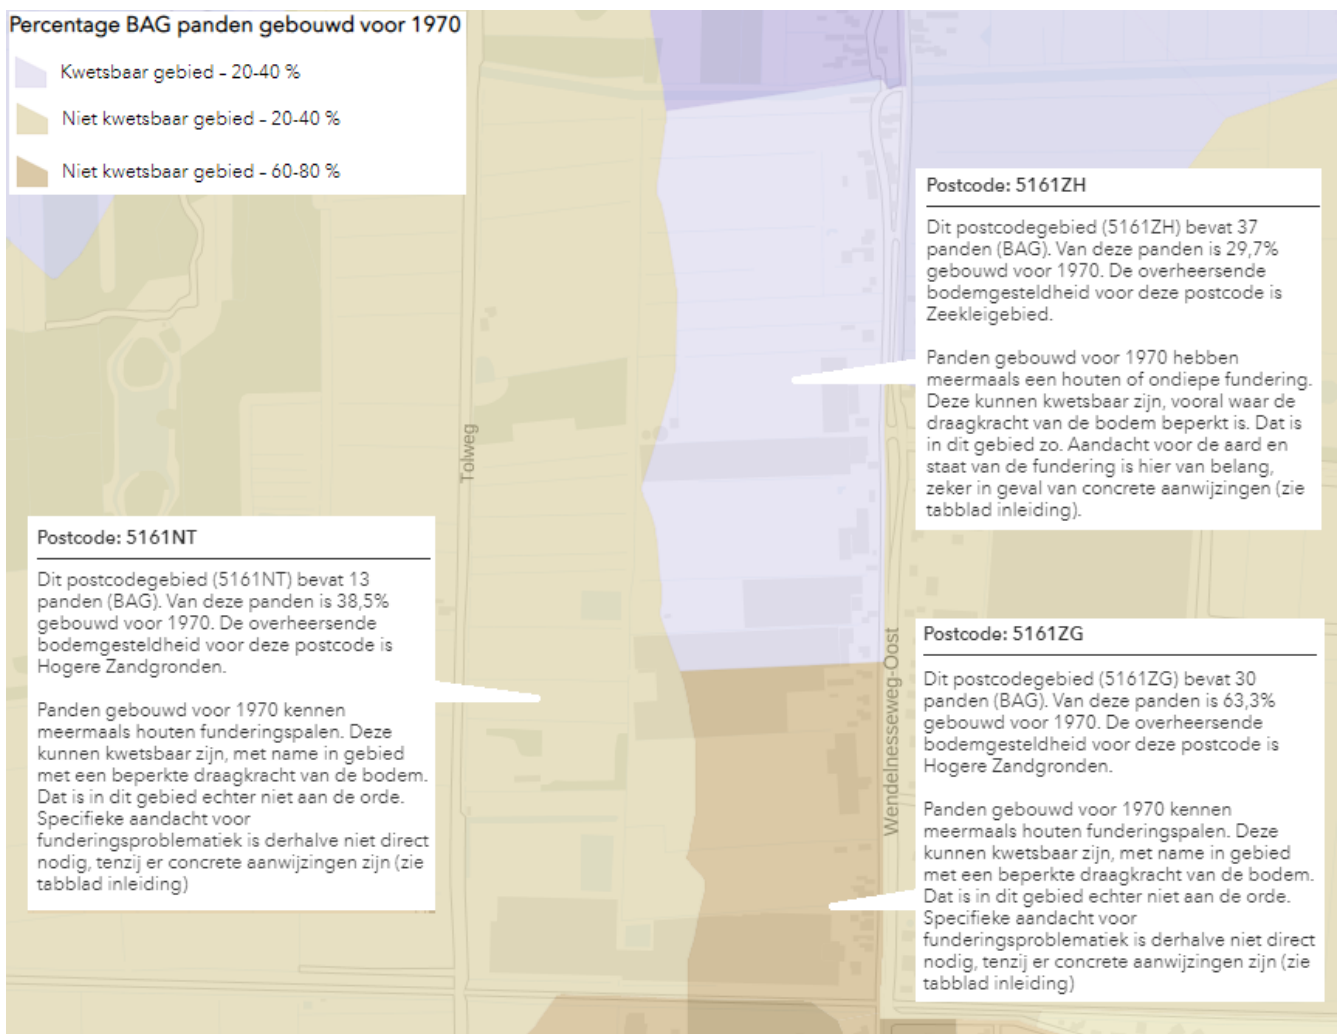 Percentage BAG panden gebouwd voor 1970
Kwetsbaar gebied - 20-40 %
Niet kwetsbaar gebied - 20-40 %
Niet kwetsbaar gebied - 60-80 %
Postcode: 5161ZH
Dit postcodegebied (5161ZH) bevat 37
panden (BAG). Van deze panden is 29,7%
gebouwd voor 1970. De overheersende
bodemgesteldheid voor deze postcode is
Zeekleigebied.
Panden gebouwd voor 1970 hebben
meermaals een houten of ondiepe fundering.
Deze kunnen kwetsbaar zijn, vooral waar de
draagkracht van de bodem beperkt is. Dat is
in dit gebied zo. Aandacht voor de aard en
staat van de fundering is hier van belang,
zeker in geval van concrete aanwijzingen (zie
tabblad inleiding).
Tolweg
Postcode: 5161NT
Dit postcodegebied (5161NT) bevat 13
panden (BAG). Van deze panden is 38,5%
gebouwd voor 1970. De overheersende
bodemgesteldheid voor deze postcode is
Hogere Zandgronden.
Panden gebouwd voor 1970 kennen
meermaals houten funderingspalen. Deze
kunnen kwetsbaar zijn, met name in gebied
met een beperkte draagkracht van de bodem.
Dat is in dit gebied echter niet aan de orde.
Specifieke aandacht voor
funderingsproblematiek is derhalve niet direct
nodig, tenzij er concrete aanwijzingen zijn (zie
tabblad inleiding)
Wendelnesseweg-Oost
Postcode: 5161ZG
Dit postcodegebied (5161ZG) bevat 30
panden (BAG). Van deze panden is 63,3%
gebouwd voor 1970. De overheersende
bodemgesteldheid voor deze postcode is
Hogere Zandgronden.
Panden gebouwd voor 1970 kennen
meermaals houten funderingspalen. Deze
kunnen kwetsbaar zijn, met name in gebied
met een beperkte draagkracht van de bodem.
Dat is in dit gebied echter niet aan de orde.
Specifieke aandacht voor
funderingsproblematiek is derhalve niet direct
nodig, tenzij er concrete aanwijzingen zijn (zie
tabblad inleiding)